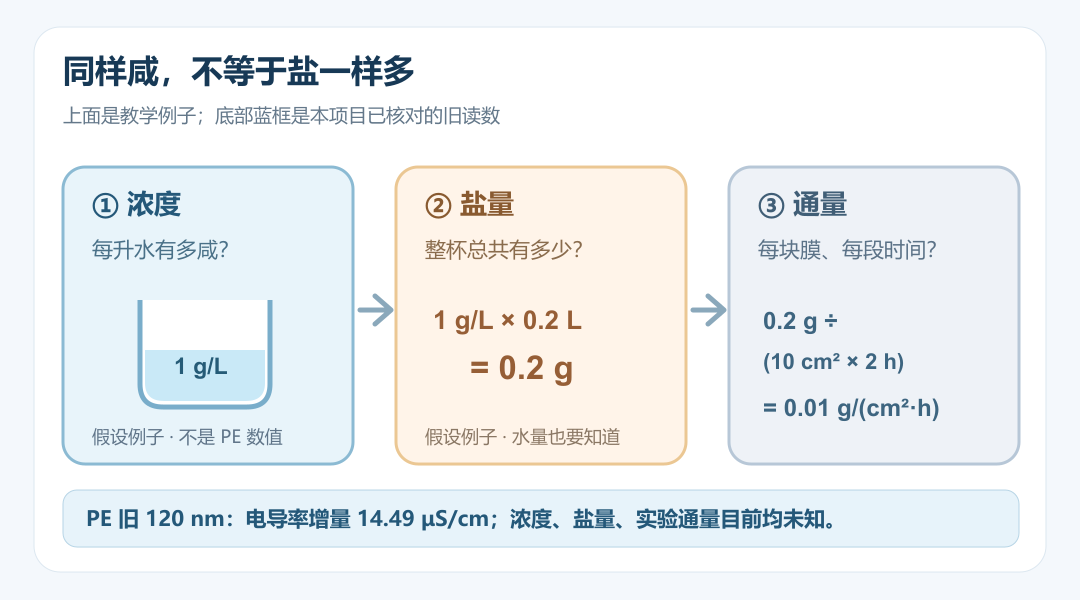 同样咸，不等于盐一样多
上面是教学例子；底部蓝框是本项目已核对的旧读数
① 浓度
每升水有多咸？
1 g/L
假设例子 · 不是 PE 数值
② 盐量
整杯总共有多少？
1 g/L × 0.2 L
= 0.2 g
假设例子 · 水量也要知道
③ 通量
每块膜、每段时间？
0.2 g ÷
(10 cm² × 2 h)
= 0.01 g/(cm²·h)
PE 旧 120 nm：电导率增量 14.49 µS/cm；浓度、盐量、实验通量目前均未知。